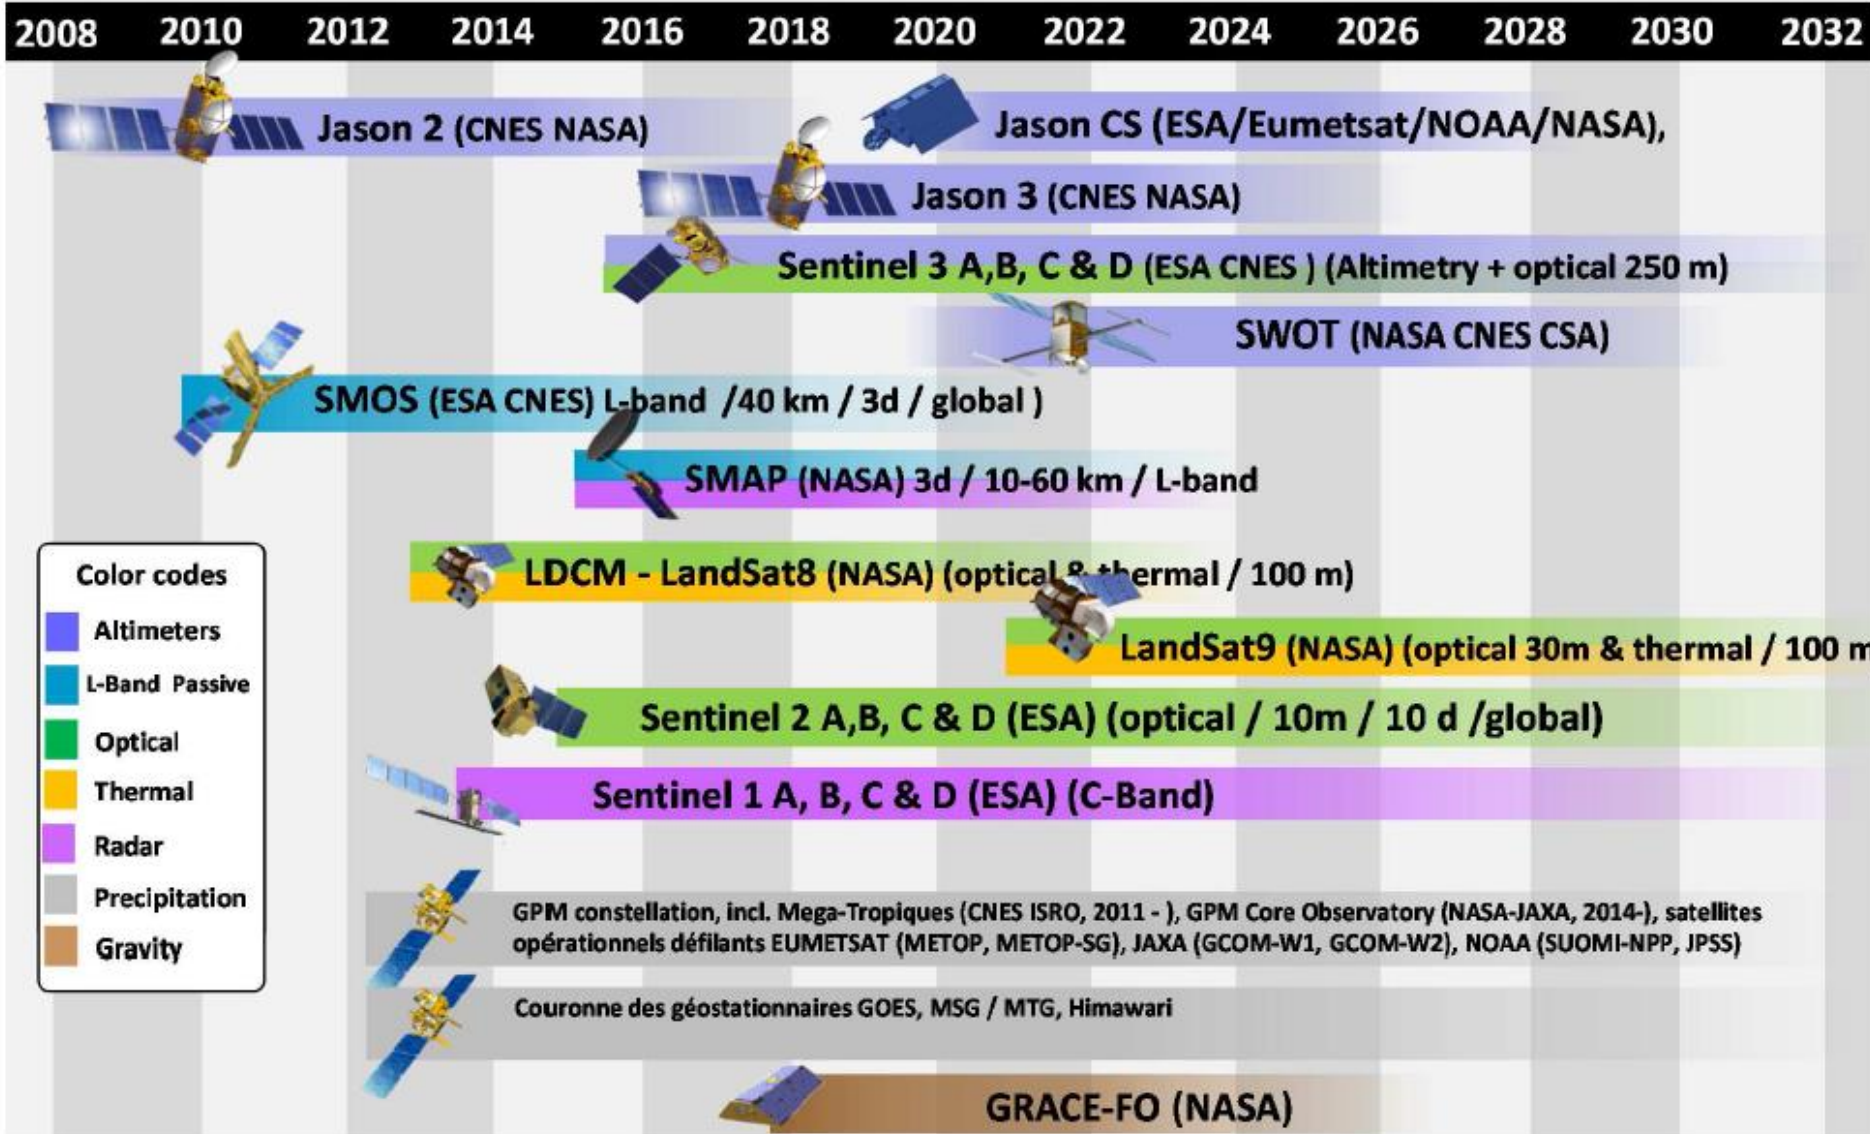 2008 2010 2012 2014 2016 2018 2020 2022 2024 2026 2028 2030 2032
Jason 2 (CNES NASA)
Jason CS (ESA/Eumetsat/NOAA/NASA),
Jason 3 (CNES NASA)
Sentinel 3 A,B, C & D (ESA CNES ) (Altimetry + optical 250 m)
SWOT (NASA CNES CSA)
SMOS (ESA CNES) L-band /40 km / 3d / global )
SMAP (NASA) 3d / 10-60 km / L-band
LDCM - LandSat8 (NASA) (optical & thermal / 100 m)
LandSat9 (NASA) (optical 30m & thermal / 100 m
Sentinel 2 A,B, C & D (ESA) (optical / 10m / 10 d /global)
Sentinel 1 A, B, C & D (ESA) (C-Band)
GPM constellation, incl. Mega-Tropiques (CNES ISRO, 2011 - ), GPM Core Observatory (NASA-JAXA, 2014-), satellites
opérationnels défilants EUMETSAT (METOP, METOP-SG), JAXA (GCOM-W1, GCOM-W2), NOAA (SUOMI-NPP, JPSS)
Couronne des géostationnaires GOES, MSG / MTG, Himawari
GRACE-FO (NASA)
Color codes
Altimeters
L-Band Passive
Optical
Thermal
Radar
Precipitation
Gravity